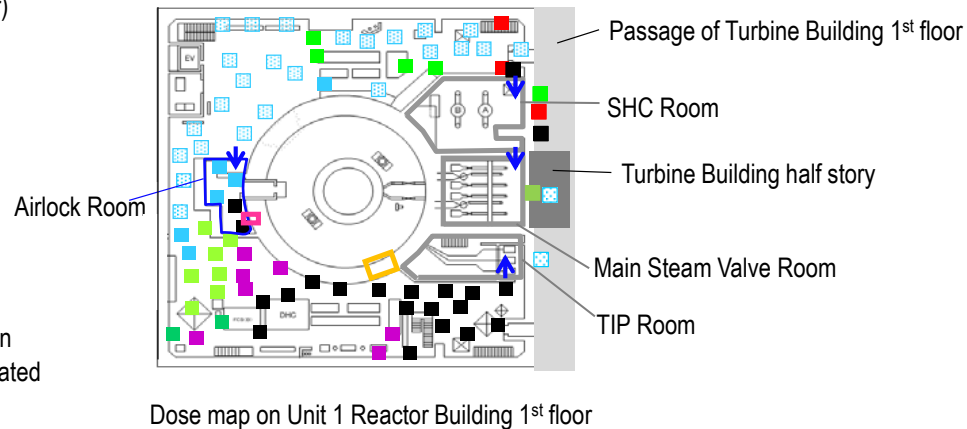 r)
Passage of Turbine Building 1st floor
EV
SHC Room
B
A
Turbine Building half story
Airlock Room
Main Steam Valve Room
TIP Room
DHC
n
ated
Dose map on Unit 1 Reactor Building 1st floor